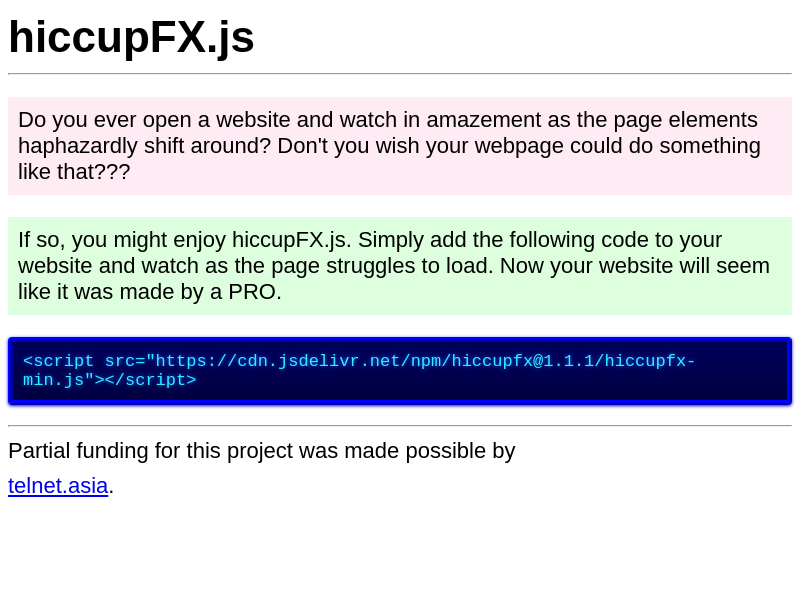 hiccupFX.js
Do you ever open a website and watch in amazement as the page elements
haphazardly shift around? Don't you wish your webpage could do something
like that???
If so, you might enjoy hiccupFX.js. Simply add the following code to your
website and watch as the page struggles to load. Now your website will seem
like it was made by a PRO.
<script src="https://cdn.jsdelivr.net/npm/hiccupfx@1.1.1/hiccupfx-
min.js"></script>
Partial funding for this project was made possible by
telnet.asia.